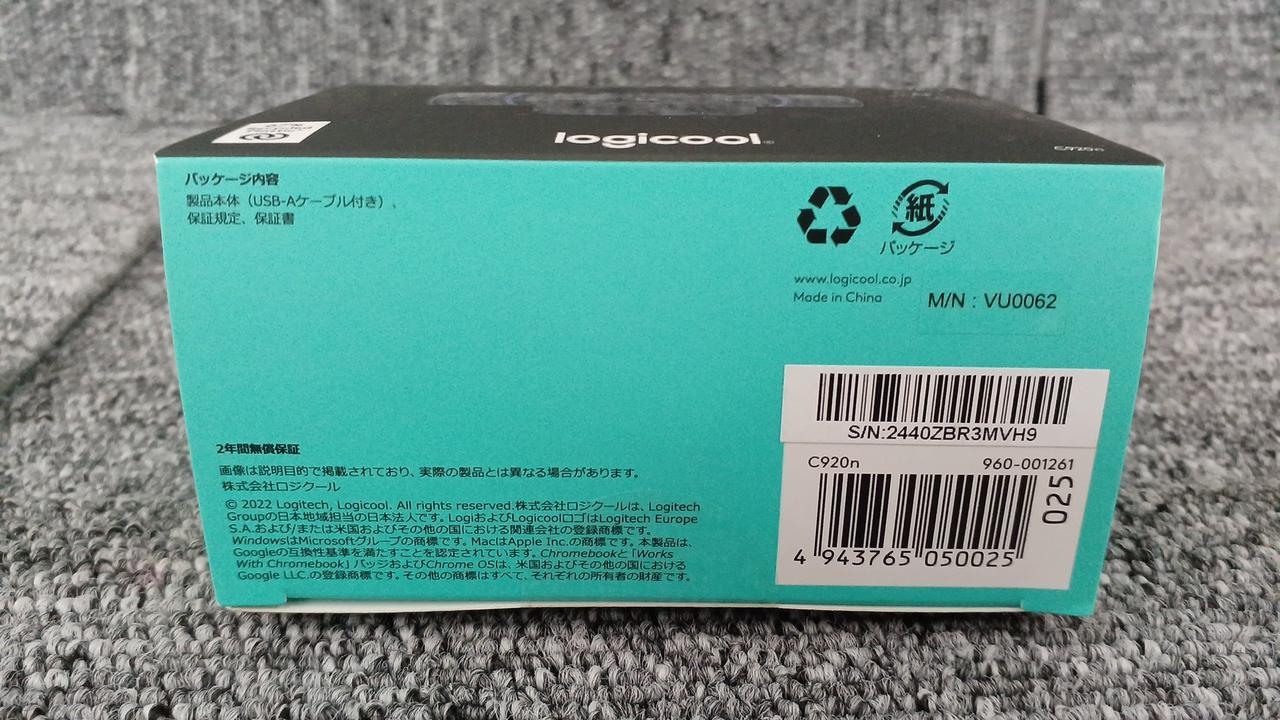 logicool
C920n
パッケージ内容
製品本体（USB-Aケーブル付き）、
保証規定、保証書
紙
パッケージ
www.logicool.co.jp
Made in China
M/N : VU0062
S/N:2440ZBR3MVH9
C920n 960-001261
025
4 943765 050025
2年間無償保証
画像は説明目的で掲載されており、実際の製品とは異なる場合があります。
株式会社ロジクール
© 2022 Logitech, Logicool. All rights reserved.株式会社ロジクールは、Logitech
Groupの日本地域担当の日本法人です。LogiおよびLogicoolロゴはLogitech Europe
S.A.および/または米国およびその他の国における関連会社の登録商標です。
WindowsはMicrosoftグループの商標です。MacはApple Inc.の商標です。本製品は、
Googleの互換性基準を満たすことを認定されています。Chromebookと「Works
With Chromebook」バッジおよびChrome OSは、米国およびその他の国における
Google LLC.の登録商標です。その他の商標はすべて、それぞれの所有者の財産です。